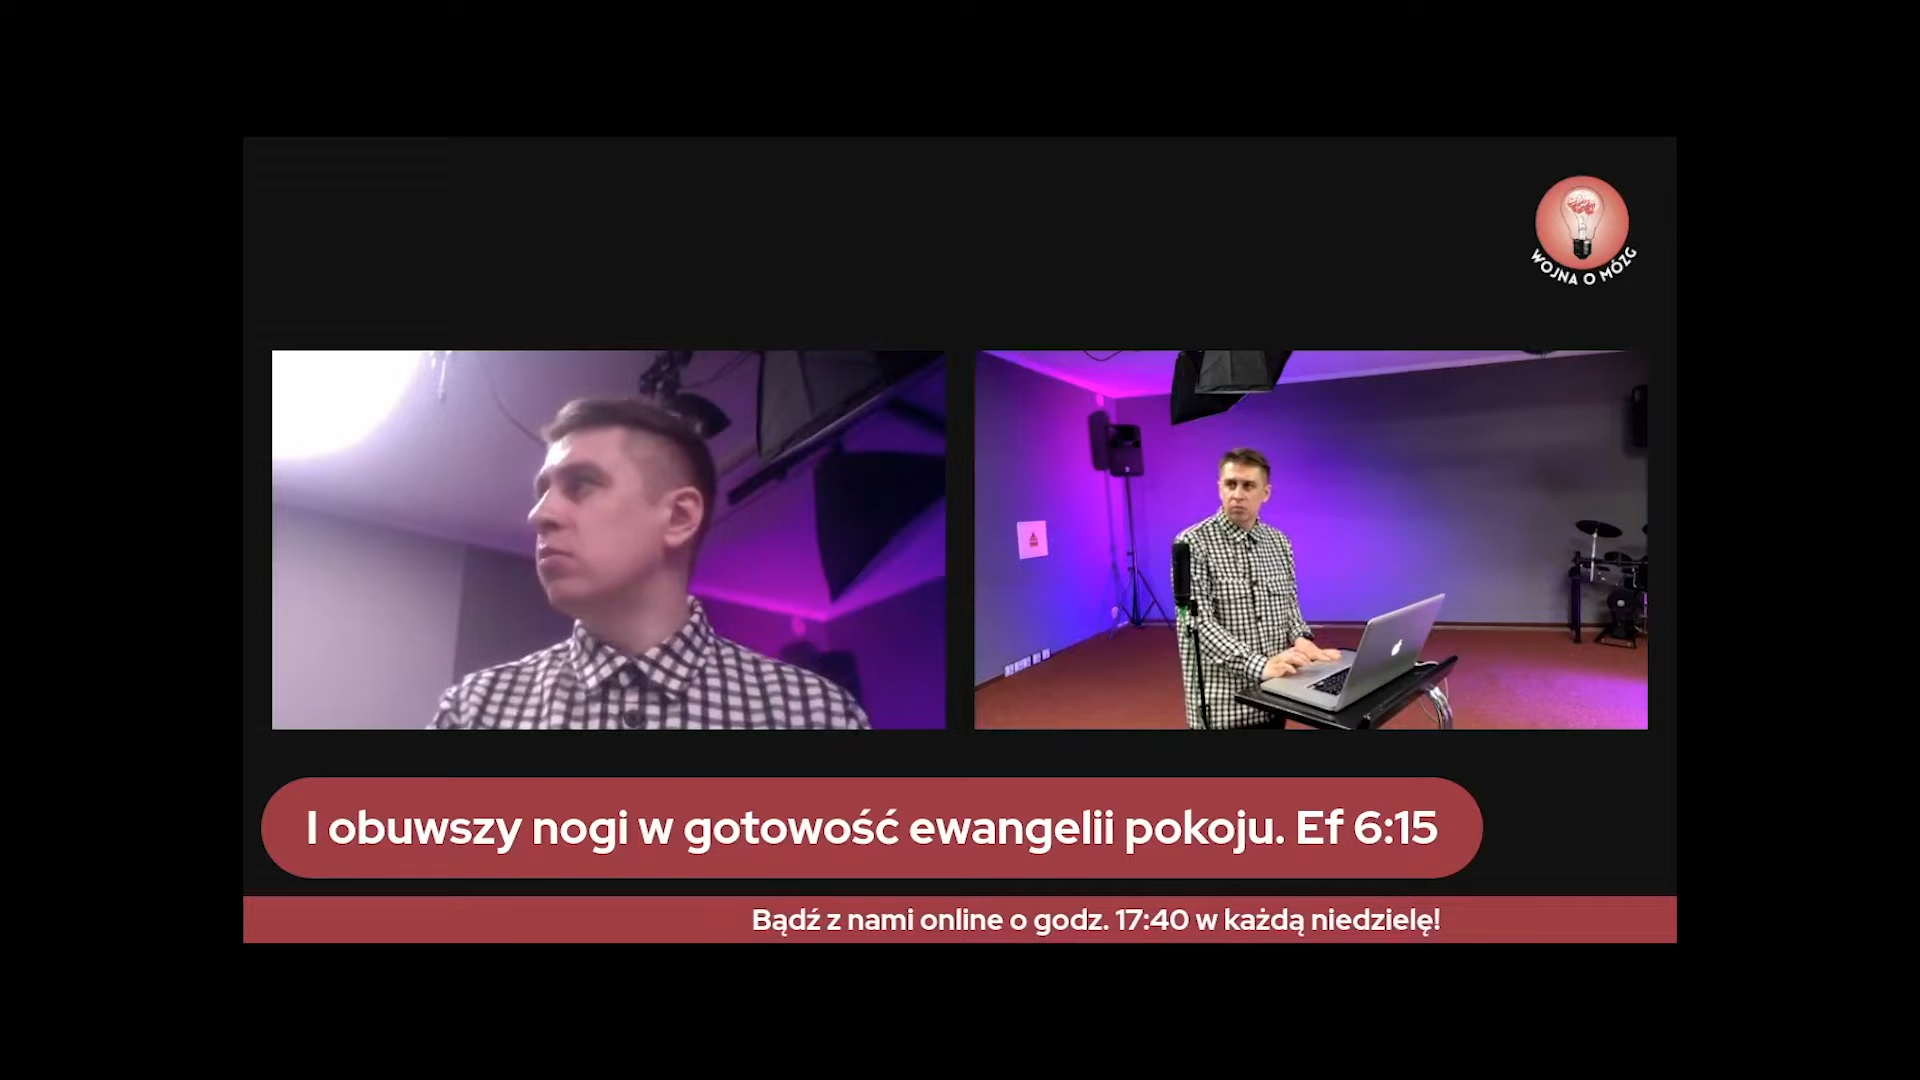 WOJNA O MÓZG
I obuwszy nogi w gotowość ewangelii pokoju. Ef 6:15
Bądź z nami online o godz. 17:40 w każdą niedzielę!